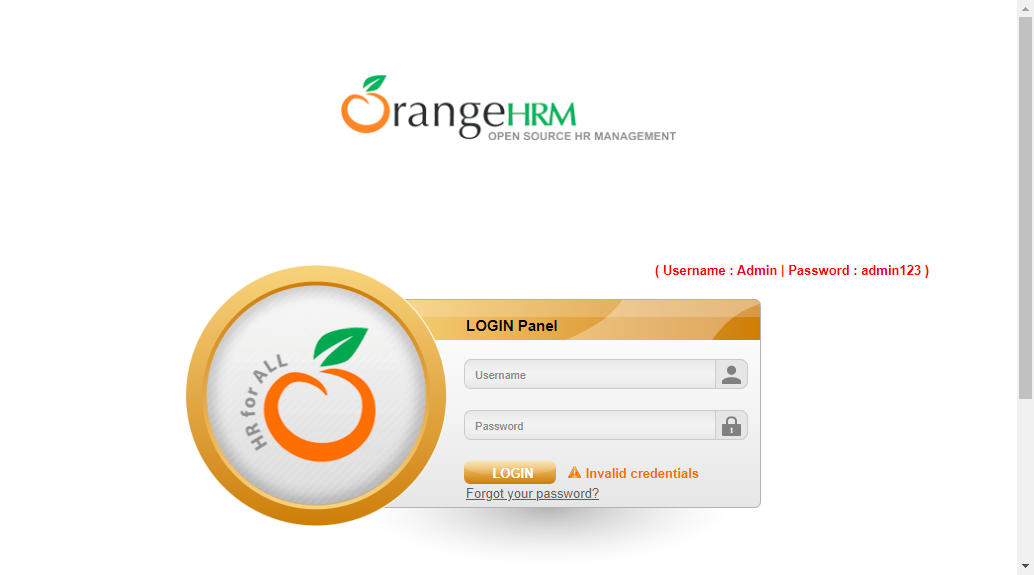 OrangeHRM
OPEN SOURCE HR MANAGEMENT
( Username : Admin | Password : admin123 )
LOGIN Panel
HR for ALL
Username
Password
LOGIN
Invalid credentials
Forgot your password?